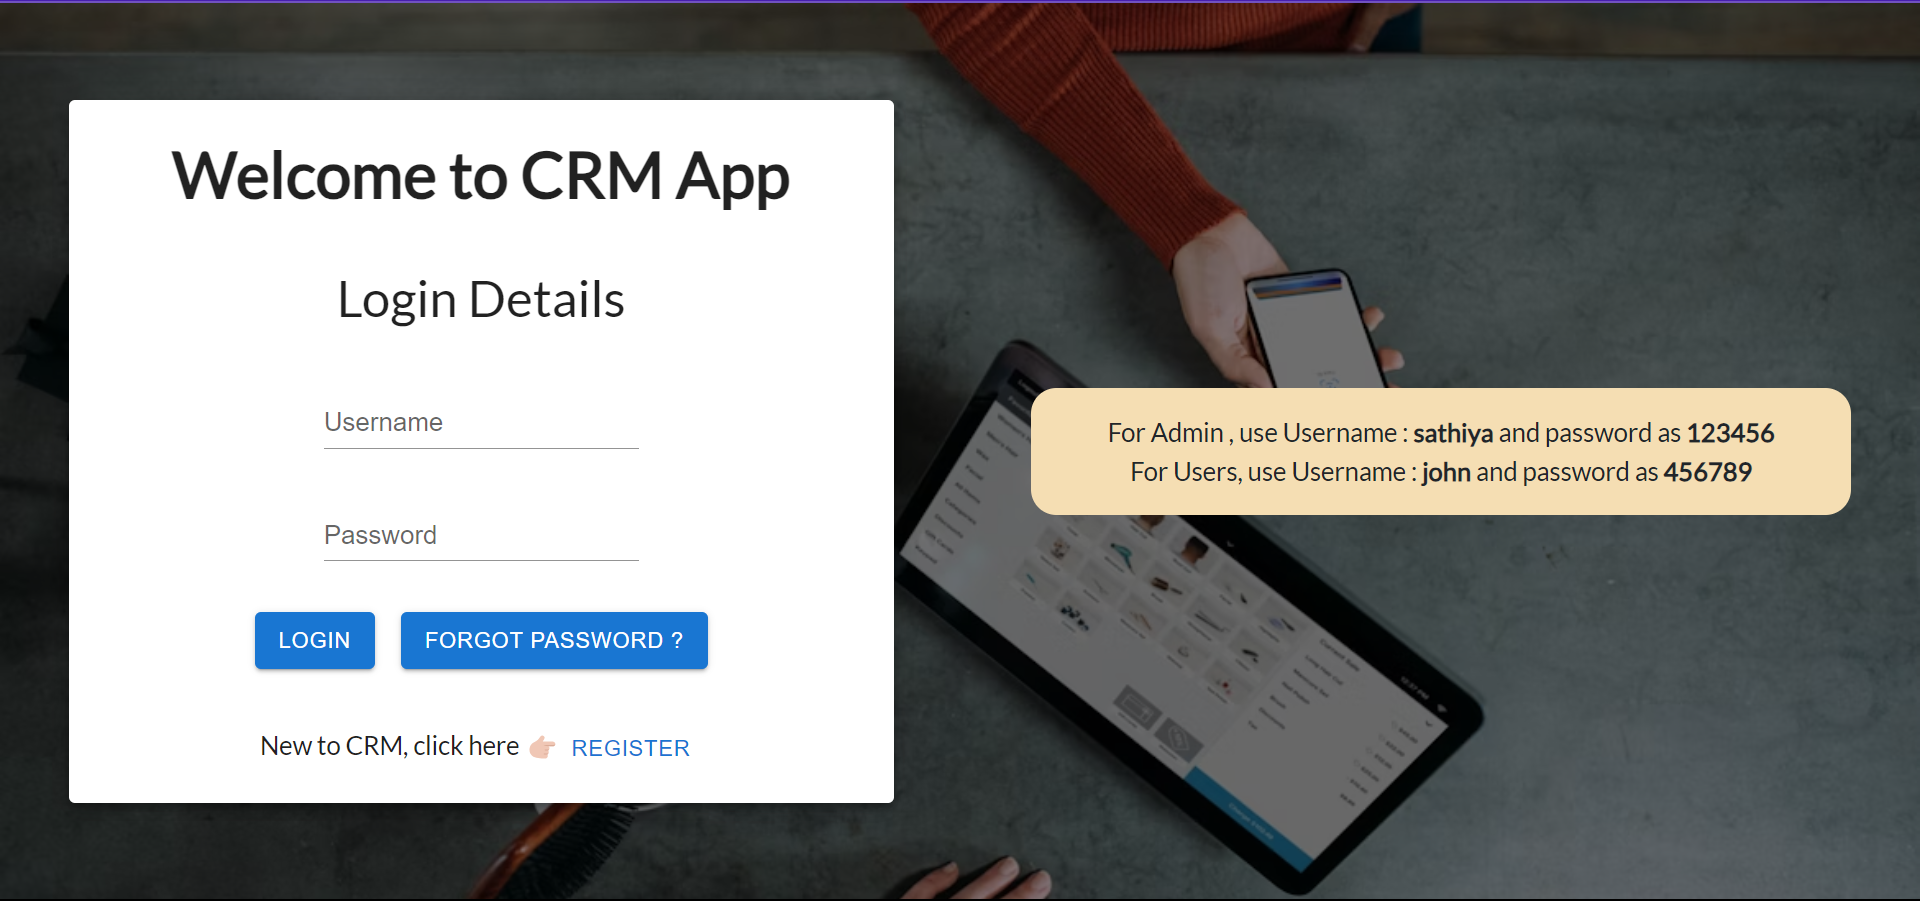 Welcome to CRM App
Login Details
Username
Password
LOGIN
FORGOT PASSWORD ?
New to CRM, click here 👉🏻 REGISTER
For Admin , use Username : sathiya and password as 123456
For Users, use Username : john and password as 456789